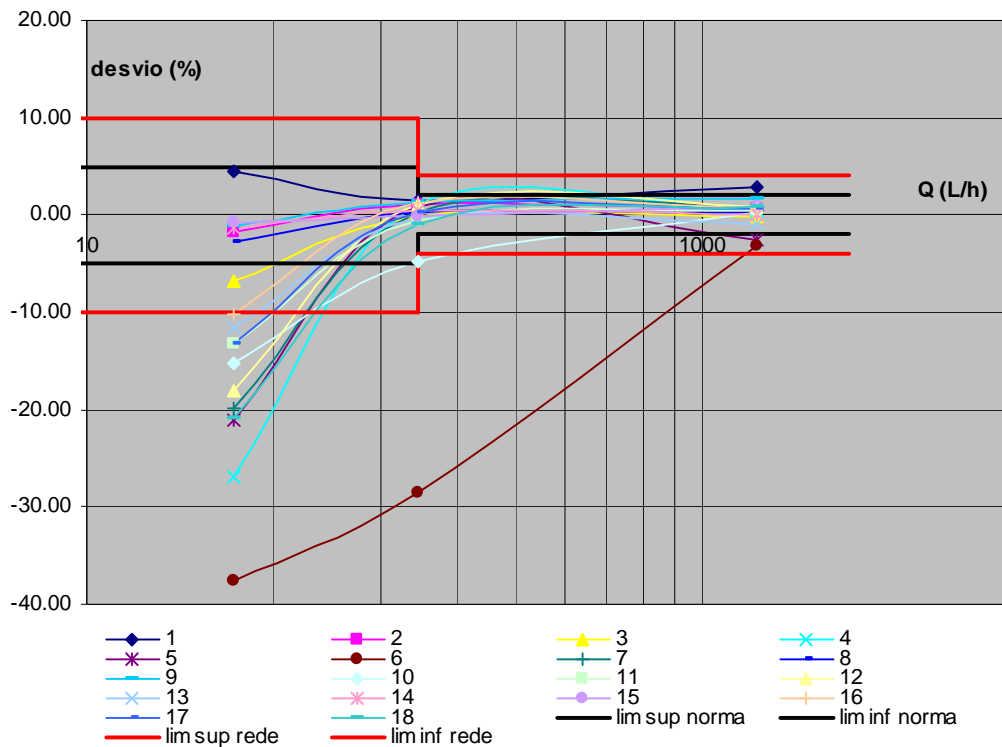 20.00
desvio (%)
10.00
Q (L/h)
0.00
10
1000
-10.00
-20.00
-30.00
-40.00
1 2 3 4
5 6 7 8
9 10 11 12
13 14 15 16
17 18 lim sup norma lim inf norma
lim sup rede lim inf rede